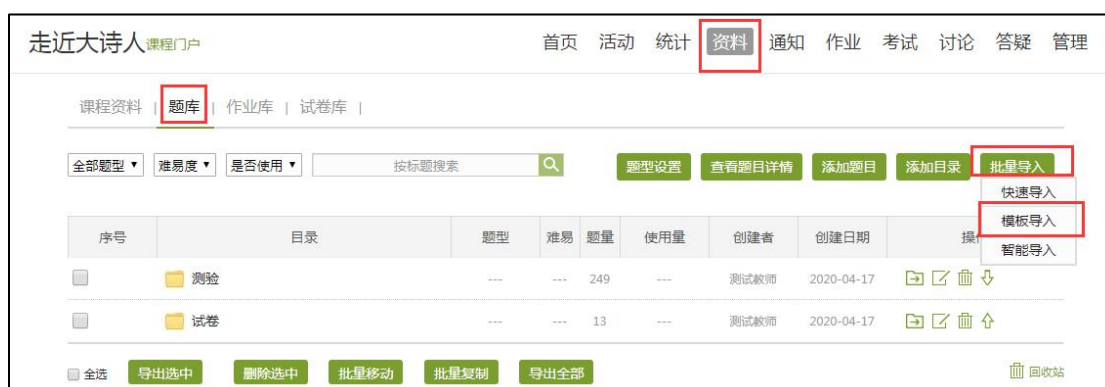 走近大诗人 课程门户 首页 活动 统计 资料 通知 作业 考试 讨论 答疑 管理
课程资料 | 题库 | 作业库 | 试卷库 |
全部题型 ▼ 难易度 ▼ 是否使用 ▼ 按标题搜索 题型设置 查看题目详情 添加题目 添加目录 批量导入
快速导入
模板导入
智能导入
序号 目录 题型 难易 题量 使用量 创建者 创建日期
测验 --- --- 249 --- 测试教师 2020-04-17
试卷 --- --- 13 --- 测试教师 2020-04-17
全选 导出选中 删除选中 批量移动 批量复制 导出全部 回收站